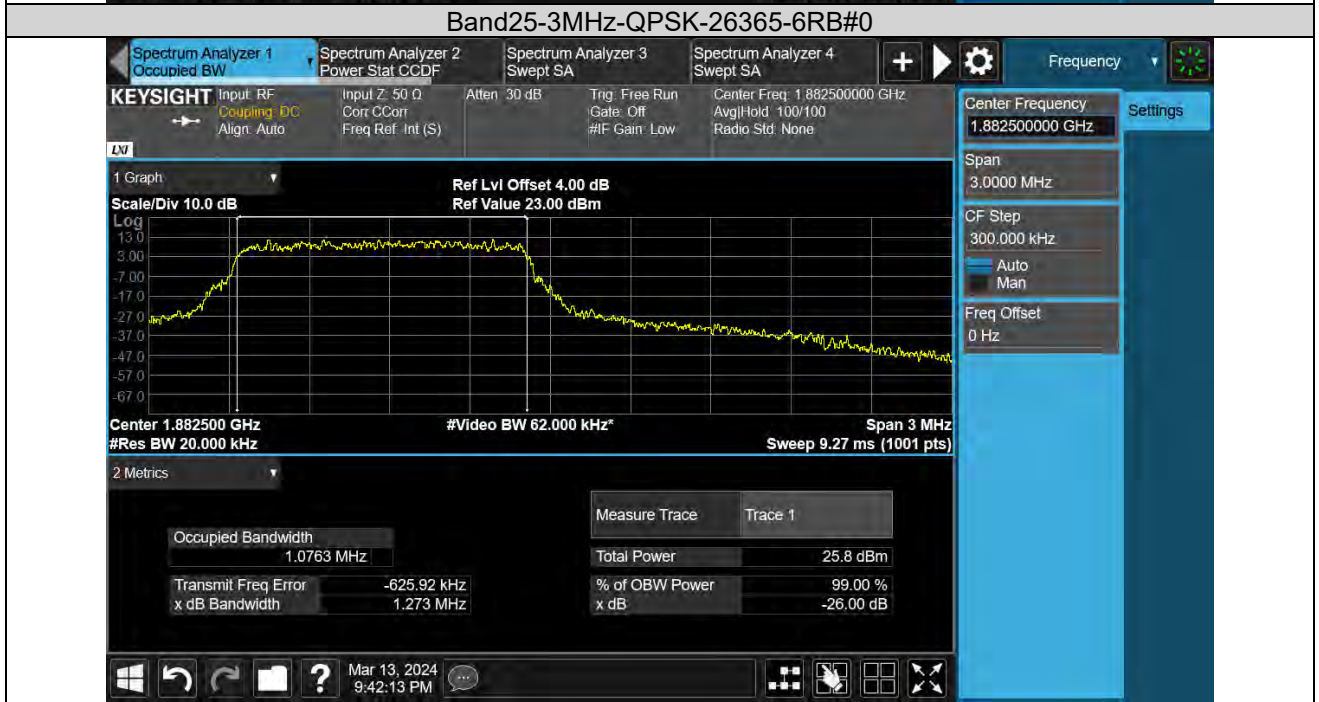 Band25-3MHz-QPSK-26365-6RB#0
Spectrum Analyzer 1
Occupied BW
Spectrum Analyzer 2
Power Stat CCDF
Spectrum Analyzer 3
Swept SA
Spectrum Analyzer 4
Swept SA
+
Frequency
KEYSIGHT
LXI
Input: RF
Coupling: DC
Align: Auto
Input Z: 50 Ω
Corr CCorr
Freq Ref: Int (S)
Atten: 30 dB
Trig: Free Run
Gate: Off
#IF Gain: Low
Center Freq: 1.882500000 GHz
Avg|Hold: 100/100
Radio Std: None
Center Frequency
1.882500000 GHz
Settings
Span
3.0000 MHz
CF Step
300.000 kHz
Auto
Man
Freq Offset
0 Hz
1 Graph
Scale/Div 10.0 dB
Ref Lvl Offset 4.00 dB
Ref Value 23.00 dBm
Log
13.0
3.00
-7.00
-17.0
-27.0
-37.0
-47.0
-57.0
-67.0
Center 1.882500 GHz
#Res BW 20.000 kHz
#Video BW 62.000 kHz*
Span 3 MHz
Sweep 9.27 ms (1001 pts)
2 Metrics
Occupied Bandwidth
1.0763 MHz
Transmit Freq Error -625.92 kHz
x dB Bandwidth 1.273 MHz
Measure Trace Trace 1
Total Power 25.8 dBm
% of OBW Power 99.00 %
x dB -26.00 dB
?
Mar 13, 2024
9:42:13 PM